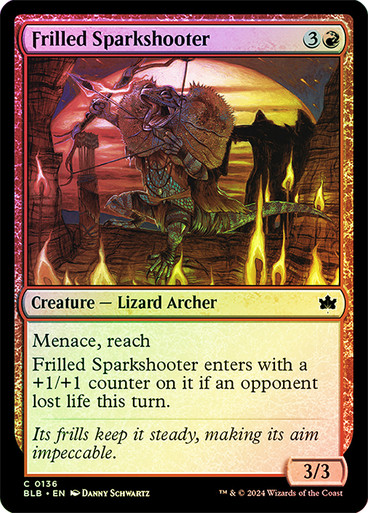 Frilled Sparkshooter 3
Creature — Lizard Archer
Menace, reach
Frilled Sparkshooter enters with a
+1/+1 counter on it if an opponent
lost life this turn.
Its frills keep it steady, making its aim
impeccable.
3/3
C 0136
BLB • EN Danny Schwartz ™ & © 2024 Wizards of the Coast